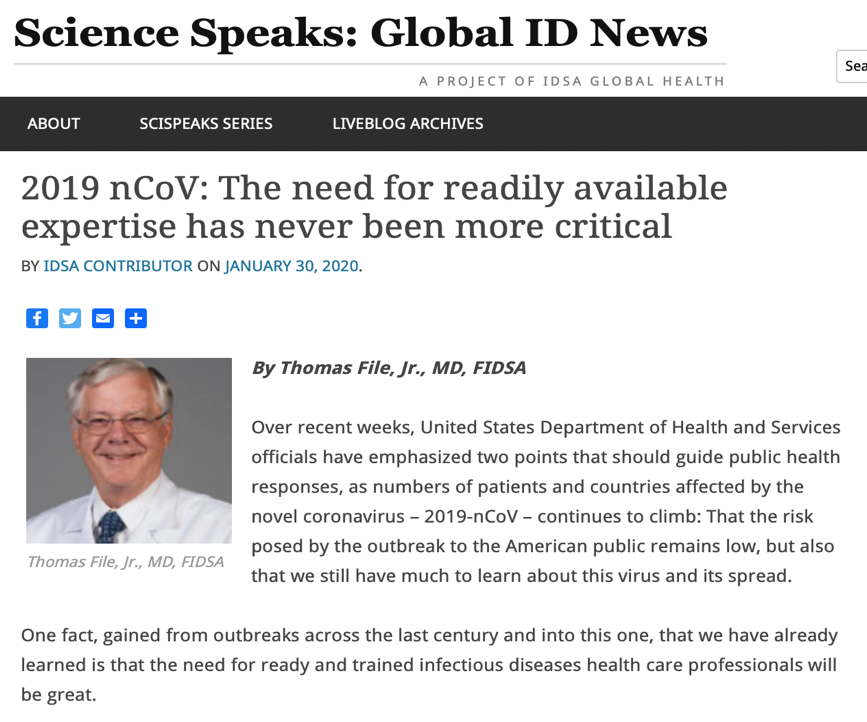 Science Speaks: Global ID News
A PROJECT OF IDSA GLOBAL HEALTH
Sea
ABOUT SCISPEAKS SERIES LIVEBLOG ARCHIVES
2019 nCoV: The need for readily available
expertise has never been more critical
BY IDSA CONTRIBUTOR ON JANUARY 30, 2020.
By Thomas File, Jr., MD, FIDSA
Over recent weeks, United States Department of Health and Services
officials have emphasized two points that should guide public health
responses, as numbers of patients and countries affected by the
novel coronavirus – 2019-nCoV – continues to climb: That the risk
posed by the outbreak to the American public remains low, but also
that we still have much to learn about this virus and its spread.
Thomas File, Jr., MD, FIDSA
One fact, gained from outbreaks across the last century and into this one, that we have already
learned is that the need for ready and trained infectious diseases health care professionals will
be great.